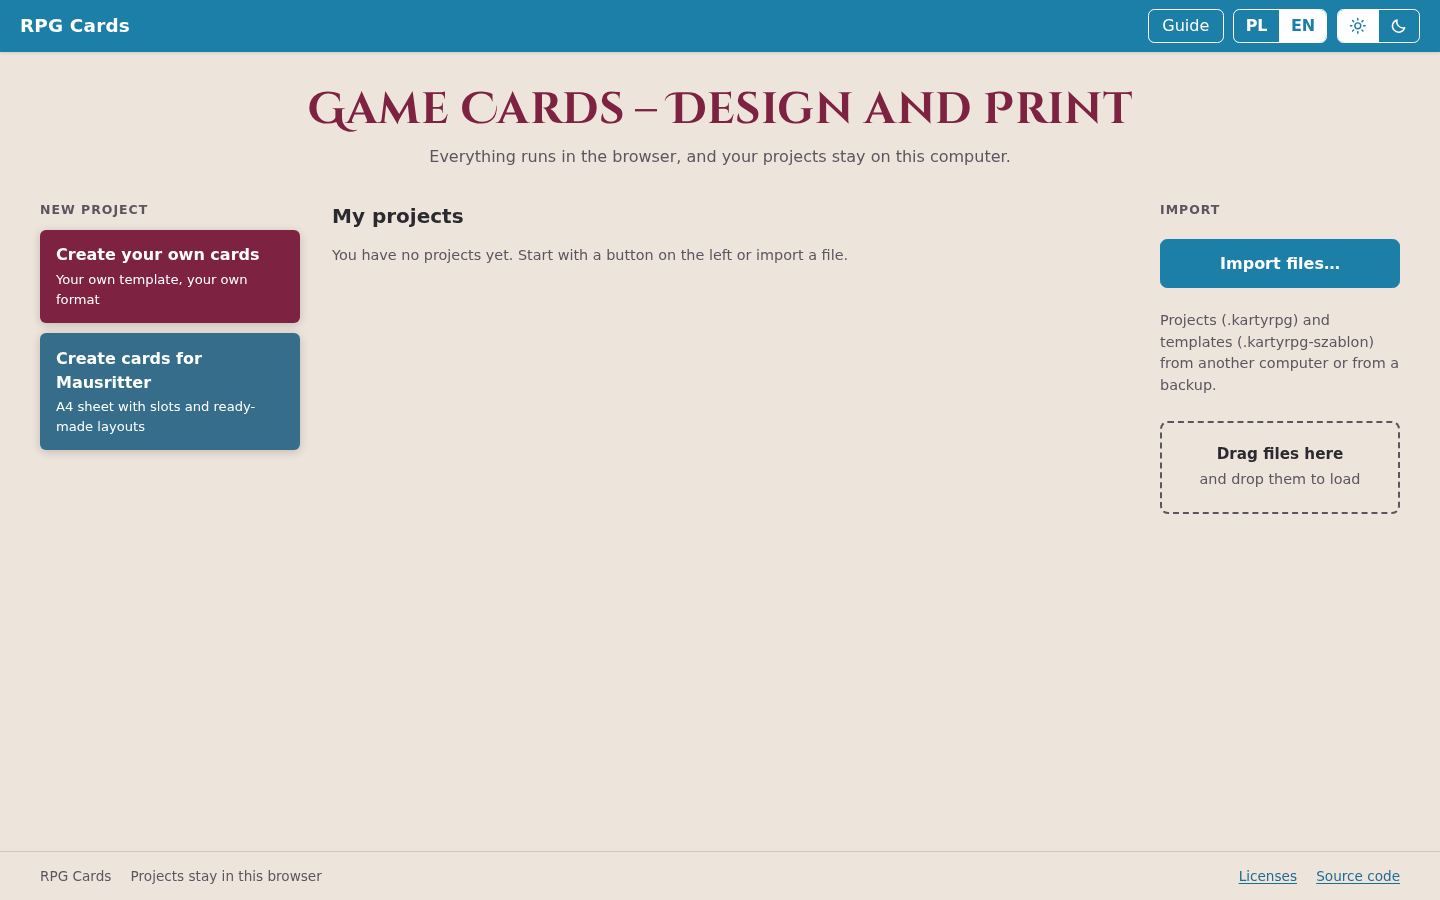 RPG Cards
Guide
PL
EN
Game Cards – Design and Print
Everything runs in the browser, and your projects stay on this computer.
NEW PROJECT
Create your own cards
Your own template, your own
format
Create cards for
Mausritter
A4 sheet with slots and ready-
made layouts
My projects
You have no projects yet. Start with a button on the left or import a file.
IMPORT
Import files...
Projects (.kartyrpg) and
templates (.kartyrpg-szablon)
from another computer or from a
backup.
Drag files here
and drop them to load
RPG Cards
Projects stay in this browser
Licenses
Source code